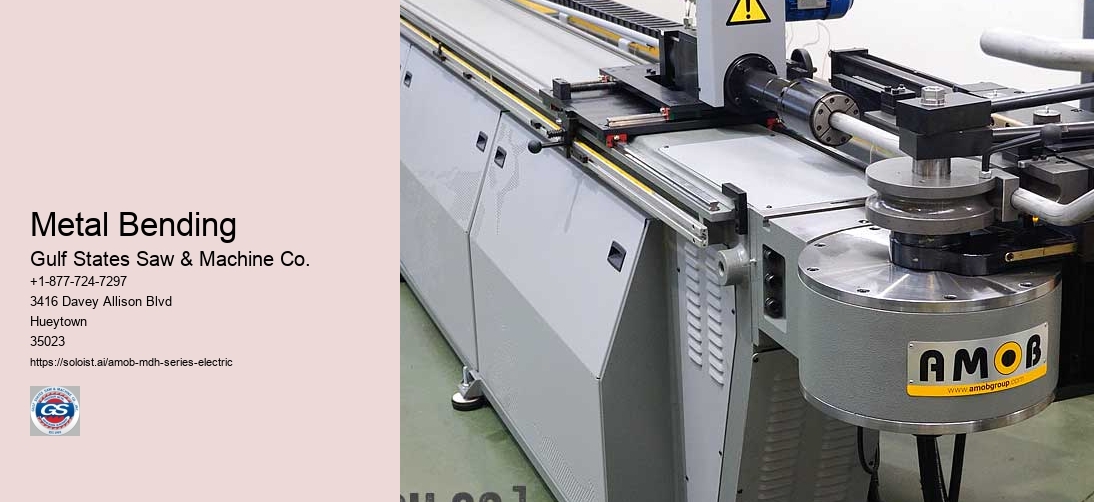 Metal Bending
Gulf States Saw & Machine Co.
+1-877-724-7297
3416 Davey Allison Blvd
Hueytown
35023
https://soloist.ai/amob-mdh-series-electric
GS
AMOB
www.amobgroup.com